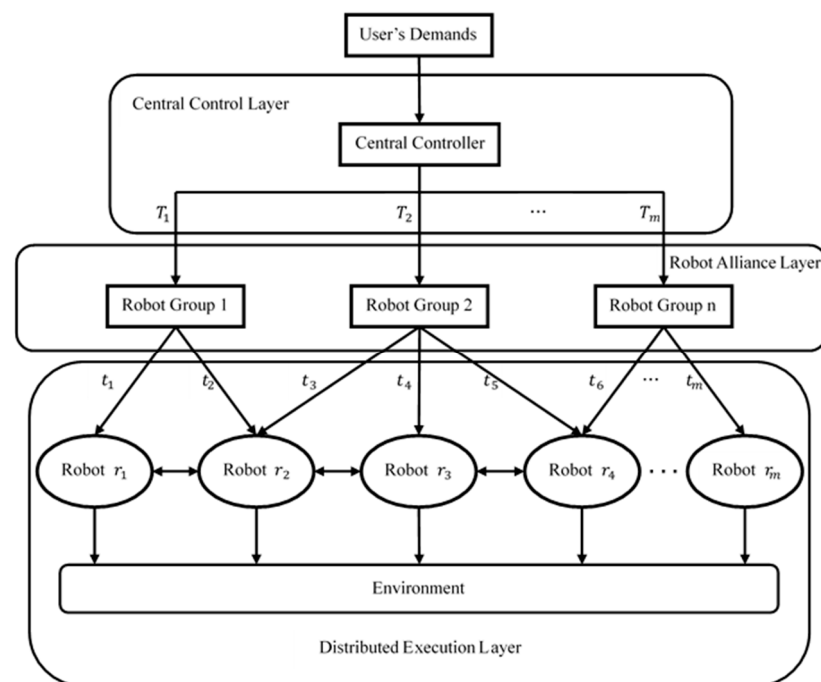 User's Demands
Central Control Layer
Central Controller
T₁ T₂ ... Tₘ
Robot Alliance Layer
Robot Group 1 Robot Group 2 Robot Group n
t₁ t₂ t₃ t₄ t₅ t₆ ... tₘ
Robot r₁ Robot r₂ Robot r₃ Robot r₄ ... Robot rₘ
Environment
Distributed Execution Layer